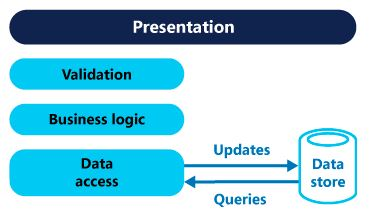 Presentation
Validation
Business logic
Data
access
Updates
Queries
Data
store